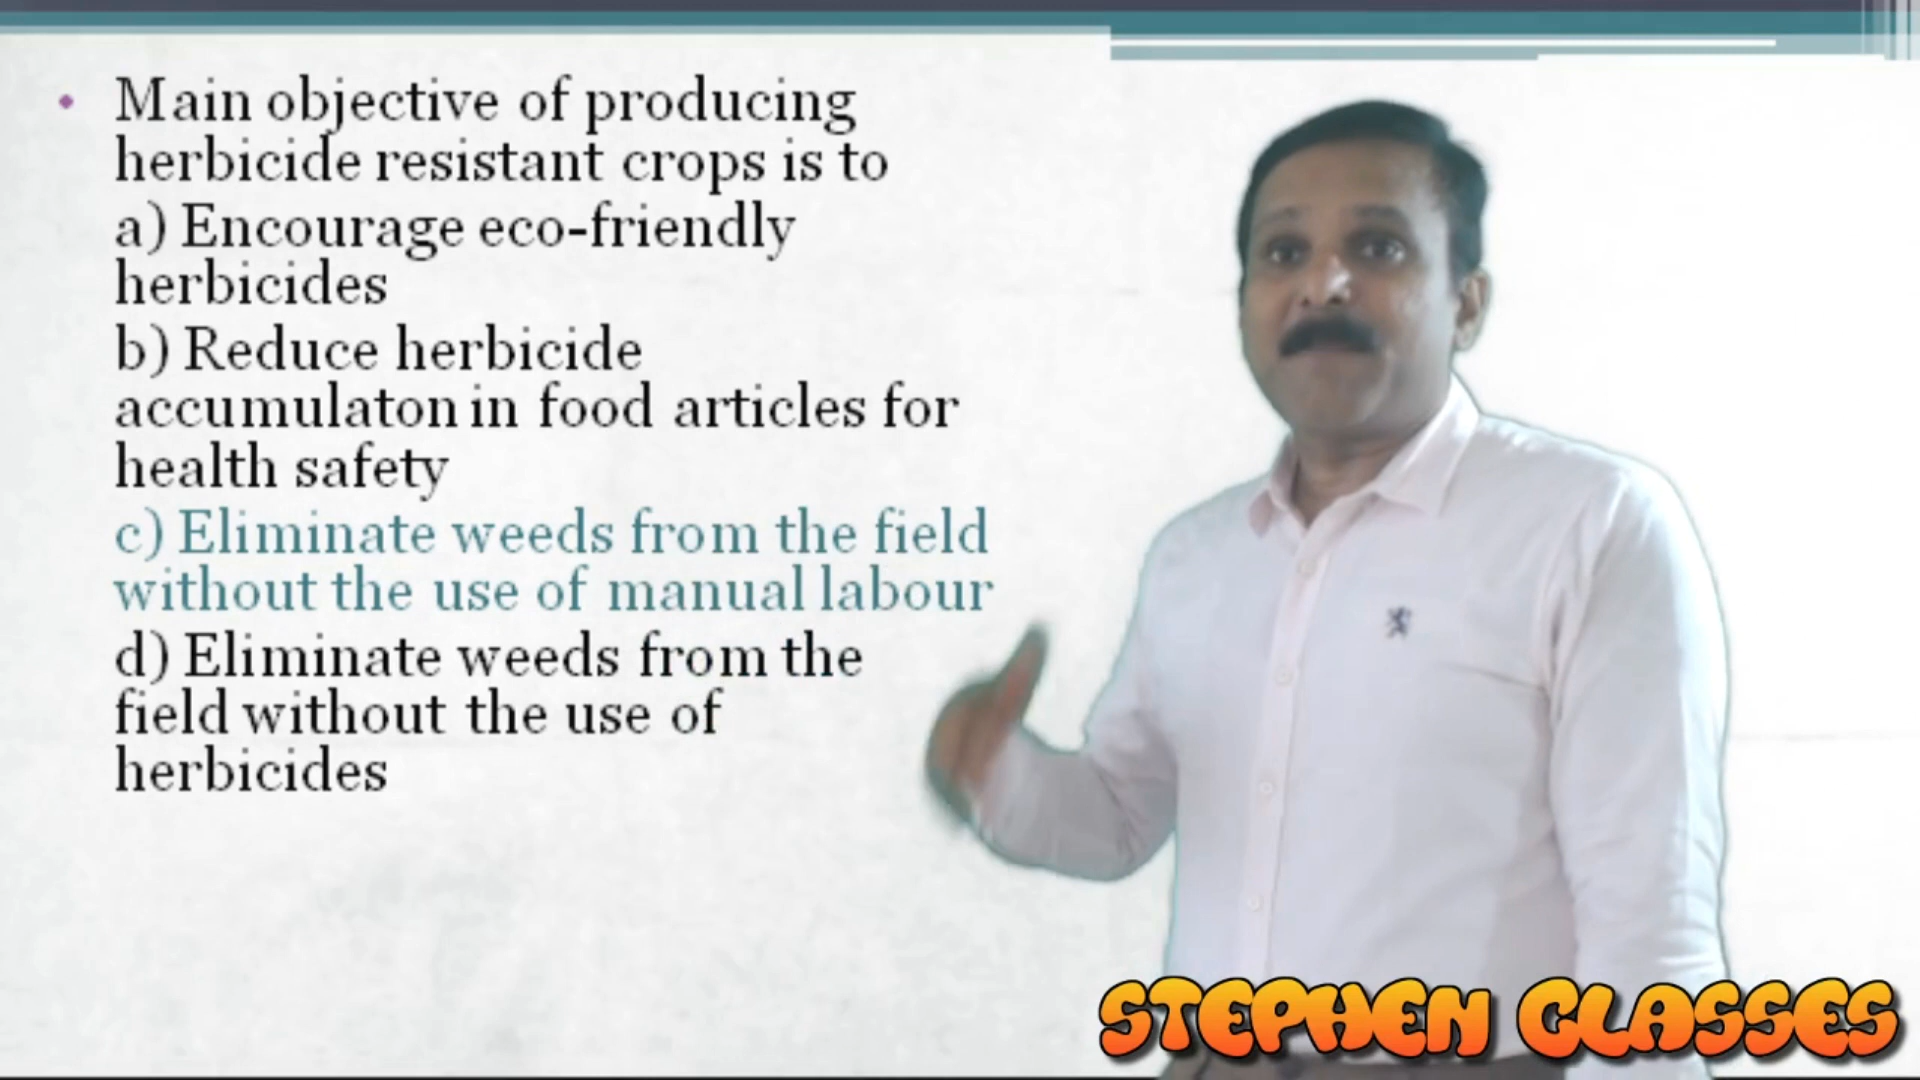 • Main objective of producing
herbicide resistant crops is to
a) Encourage eco-friendly
herbicides
b) Reduce herbicide
accumulaton in food articles for
health safety
c) Eliminate weeds from the field
without the use of manual labour
d) Eliminate weeds from the
field without the use of
herbicides
STEPHEN CLASSES